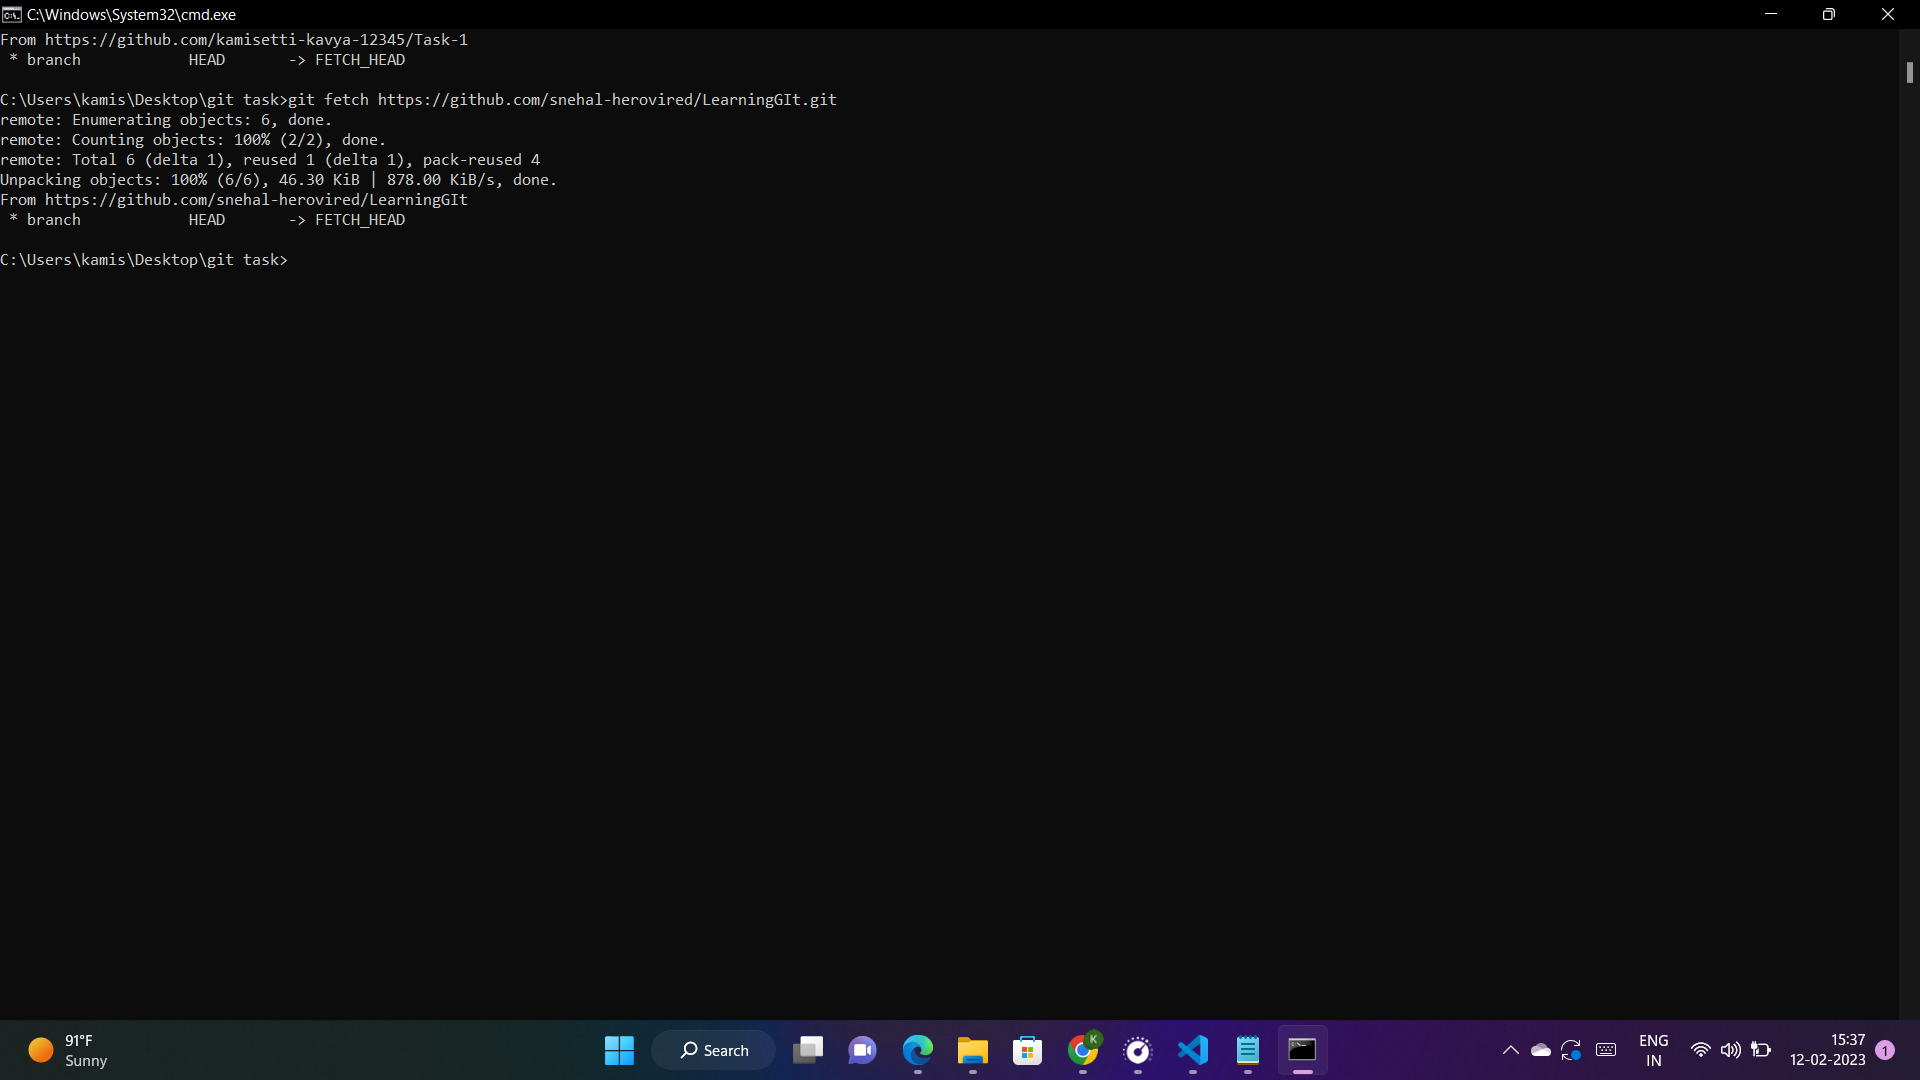 C:\Windows\System32\cmd.exe
From https://github.com/kamisetti-kavya-12345/Task-1
 * branch            HEAD       -> FETCH_HEAD
C:\Users\kamis\Desktop\git task>git fetch https://github.com/snehal-herovired/LearningGIt.git
remote: Enumerating objects: 6, done.
remote: Counting objects: 100% (2/2), done.
remote: Total 6 (delta 1), reused 1 (delta 1), pack-reused 4
Unpacking objects: 100% (6/6), 46.30 KiB | 878.00 KiB/s, done.
From https://github.com/snehal-herovired/LearningGIt
 * branch            HEAD       -> FETCH_HEAD
C:\Users\kamis\Desktop\git task>
91°F
Sunny
Search
K
ENG
IN
15:37
12-02-2023
1